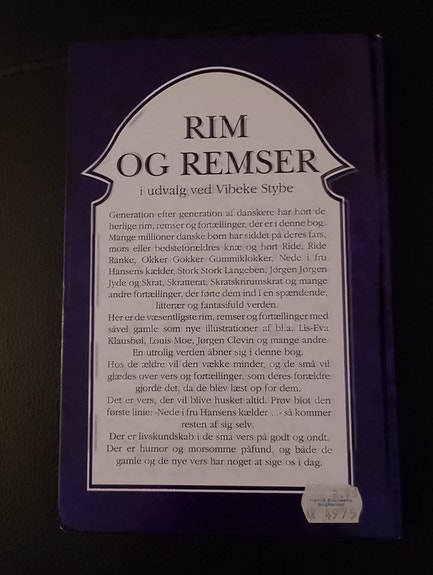 RIM
OG REMSER
i udvalg ved Vibeke Stybe
Generation efter generation af danskere har hørt de
herlige rim, remser og fortællinger, der er i denne bog.
Mange millioner danske børn har siddet på deres fars,
mors eller bedsteforældres knæ og hørt Ride, Ride
Ranke, Okker Gokker Gummiklokker, Nede i fru
Hansens kælder, Stork Stork Langeben, Jørgen Jørgen
Jyde og Skrat, Skratterat, Skratskrirumskrat og mange
andre fortællinger, der førte dem ind i en spændende,
litterær og fantasifuld verden.
Her er de væsentligste rim, remser og fortællinger med
såvel gamle som nye illustrationer af bl.a. Lis-Eva
Klausbøl, Louis Moe, Jørgen Clevin og mange andre.
En utrolig verden åbner sig i denne bog.
Hos de ældre vil den vække minder, og de små vil
glædes over vers og fortællinger, som deres forældre
gjorde det, da de blev læst op for dem.
Det er vers, der vil blive husket altid. Prøv blot den
første linie: »Nede i fru Hansens kælder ...« så kommer
resten af sig selv.
Der er livskundskab i de små vers på godt og ondt.
Der er humor og morsomme påfund, og både de
gamle og de nye vers har noget at sige os i dag.
KR 4975